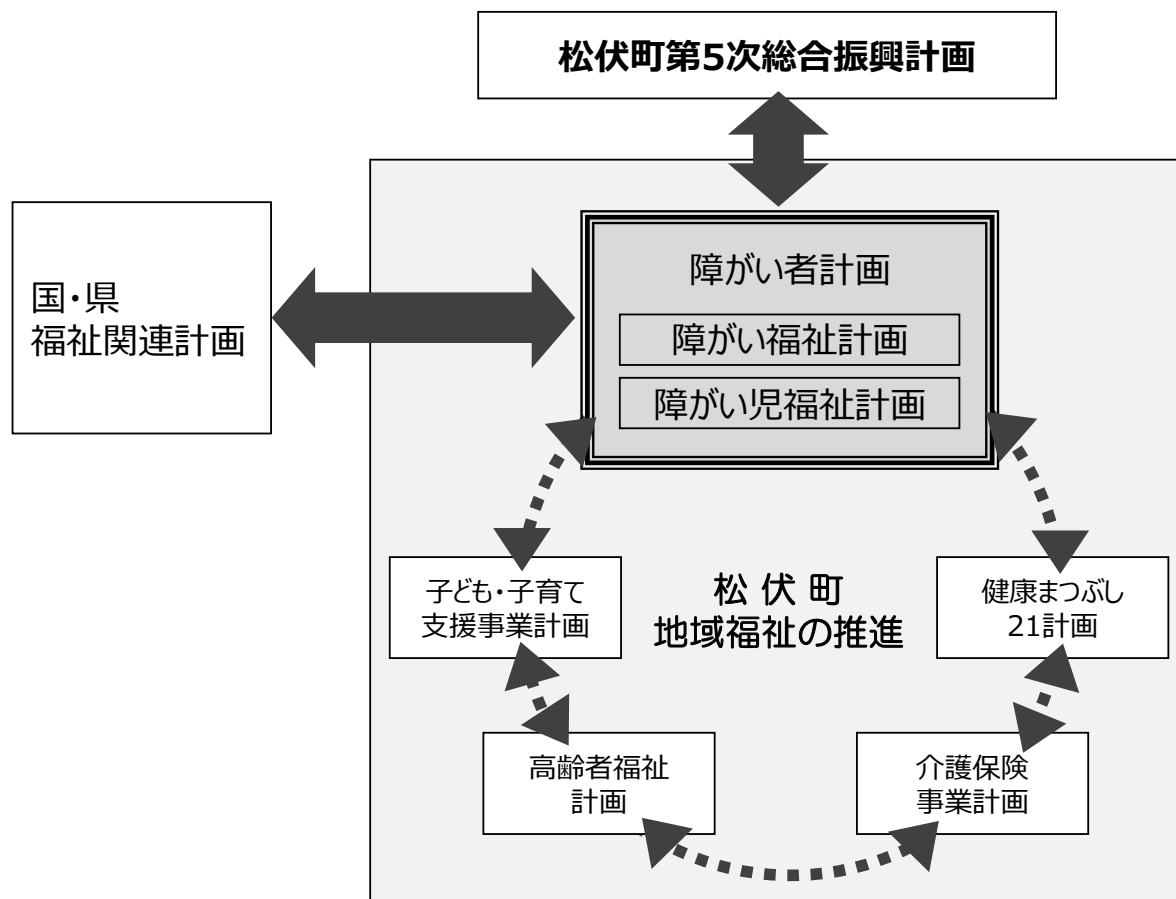 松伏町第5次総合振興計画
国・県
福祉関連計画
障がい者計画
障がい福祉計画
障がい児福祉計画
子ども・子育て
支援事業計画
松 伏 町
地域福祉の推進
健康まつぶし
21計画
高齢者福祉
計画
介護保険
事業計画